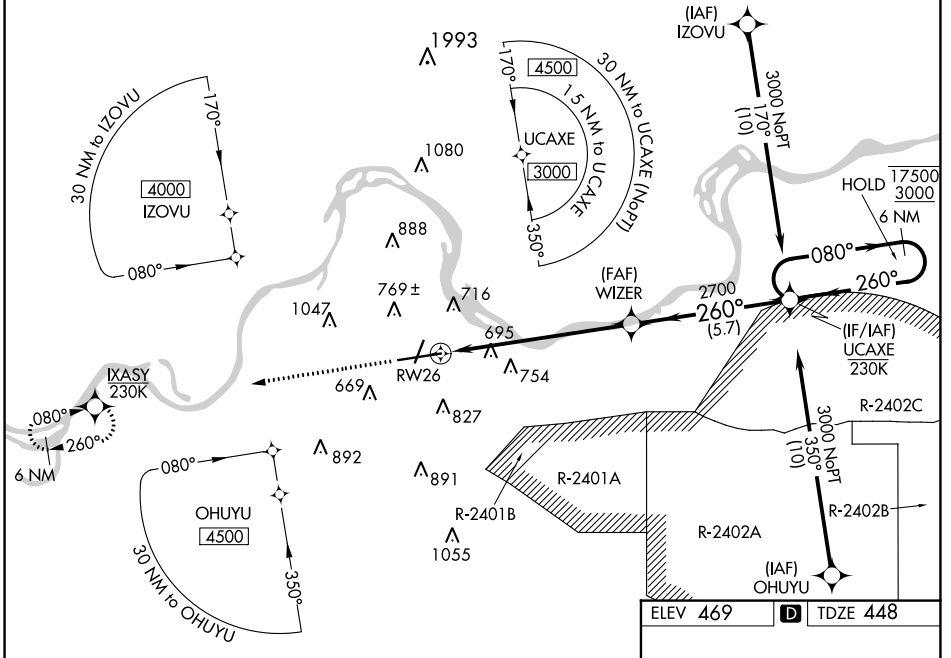 (IAF)
IZOVU
1993
30 NM to IZOVU
170°
4000
IZOVU
080°
170°
4500
30 NM to UCAXE (NoPT)
15 NM to UCAXE
UCAXE
3000
350°
3000 NoPT
170°
(10)
1080
HOLD
17500
3000
6 NM
080°
260°
888
(FAF)
WIZER
2700
260°
(5.7)
769±
716
1047
695
(IF/IAF)
UCAXE
230K
RW26
754
669
IXASY
230K
080°
260°
6 NM
827
R-2402C
3000 NoPT
350°
(10)
892
080°
891
R-2401A
R-2401B
OHUYU
4500
350°
30 NM to OHUYU
R-2402B
R-2402A
1055
(IAF)
OHUYU
ELEV 469
D
TDZE 448